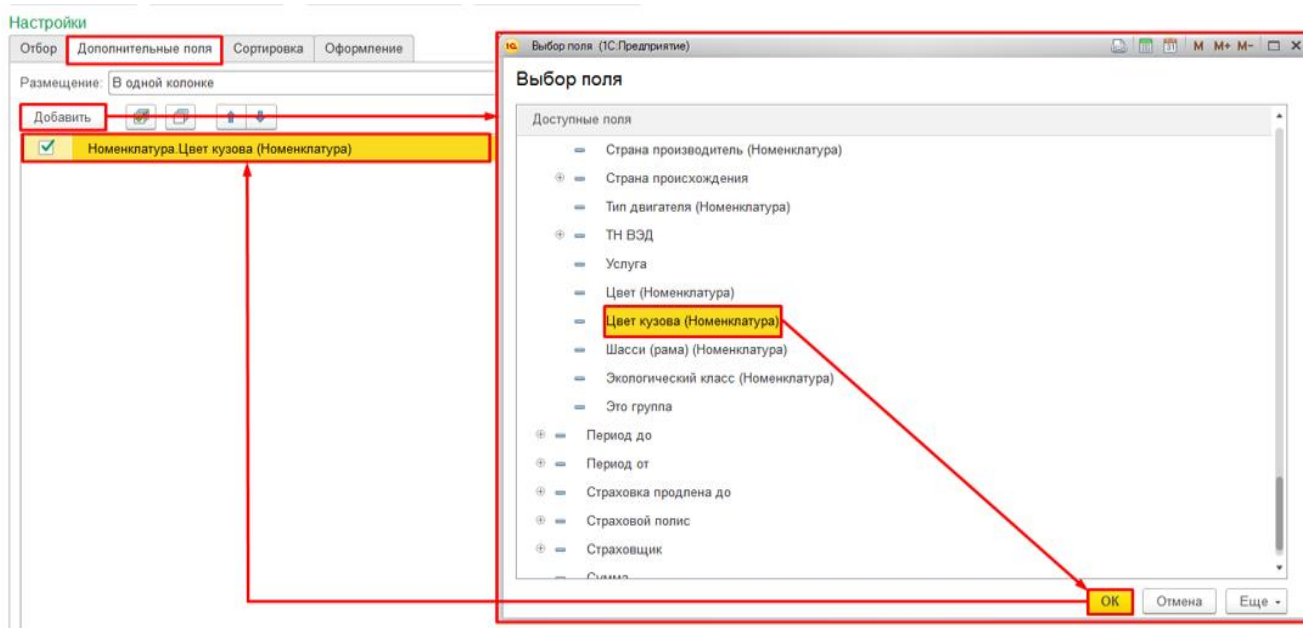 Настройки
Отбор Дополнительные поля Сортировка Оформление
Размещение: В одной колонке
Добавить
Номенклатура.Цвет кузова (Номенклатура)
Выбор поля (1С:Предприятие)
M M+ M-
Выбор поля
Доступные поля
Страна производитель (Номенклатура)
Страна происхождения
Тип двигателя (Номенклатура)
ТН ВЭД
Услуга
Цвет (Номенклатура)
Цвет кузова (Номенклатура)
Шасси (рама) (Номенклатура)
Экологический класс (Номенклатура)
Это группа
Период до
Период от
Страховка продлена до
Страховой полис
Страховщик
Сумма
ОК Отмена Еще